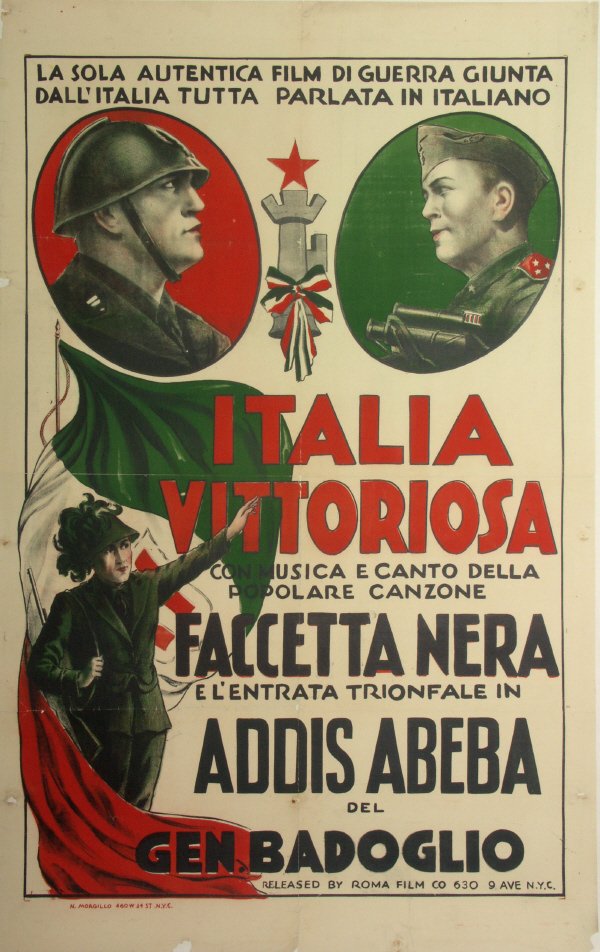 LA SOLA AUTENTICA FILM DI GUERRA GIUNTA
DALL'ITALIA TUTTA PARLATA IN ITALIANO
ITALIA
VITTORIOSA
CON MUSICA E CANTO DELLA
POPOLARE CANZONE
FACCETTA NERA
E L'ENTRATA TRIONFALE IN
ADDIS ABEBA
DEL
GEN. BADOGLIO
RELEASED BY ROMA FILM CO 630 9 AVE N.Y.C.
N. MORGILLO 460 W 34 ST N.Y.C.